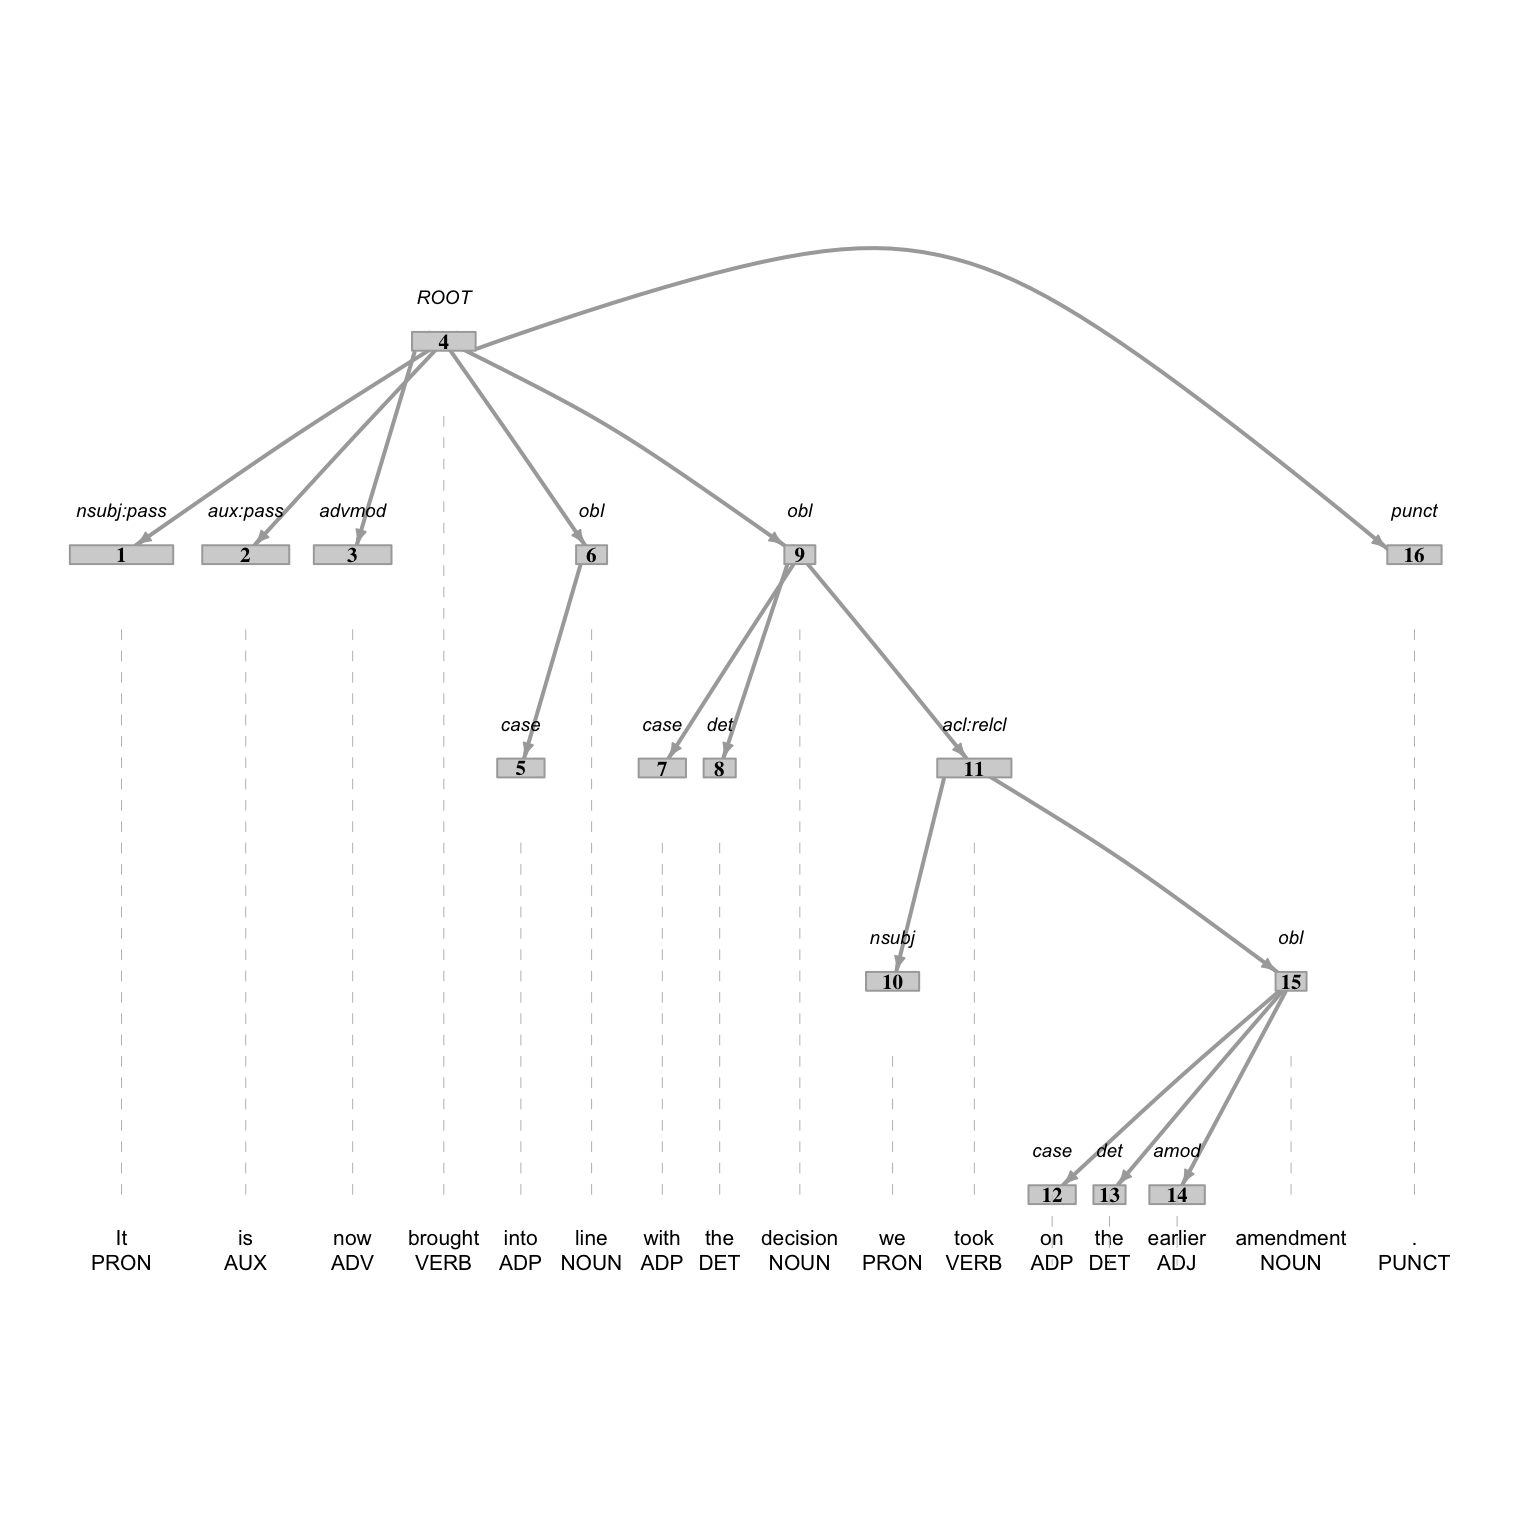 ROOT
4
nsubj:pass aux:pass advmod obl obl punct
1 2 3 6 9 16
case case det acl:relcl
5 7 8 11
nsubj obl
10 15
case det amod
12 13 14
It is now brought into line with the decision we took on the earlier amendment .
PRON AUX ADV VERB ADP NOUN ADP DET NOUN PRON VERB ADP DET ADJ NOUN PUNCT